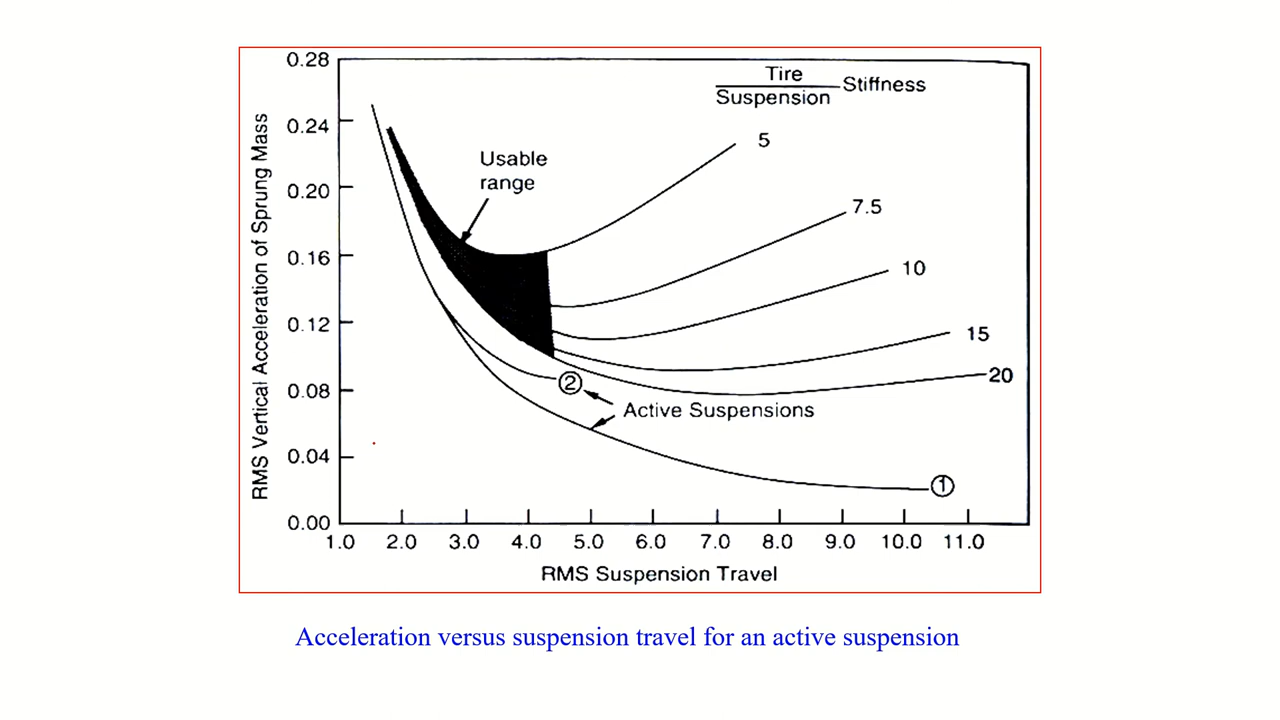 0.28
0.24
0.20
0.16
0.12
0.08
0.04
0.00
RMS Vertical Acceleration of Sprung Mass
Tire
Suspension
Stiffness
Usable
range
5
7.5
10
15
20
2
Active Suspensions
1
1.0 2.0 3.0 4.0 5.0 6.0 7.0 8.0 9.0 10.0 11.0
RMS Suspension Travel
Acceleration versus suspension travel for an active suspension